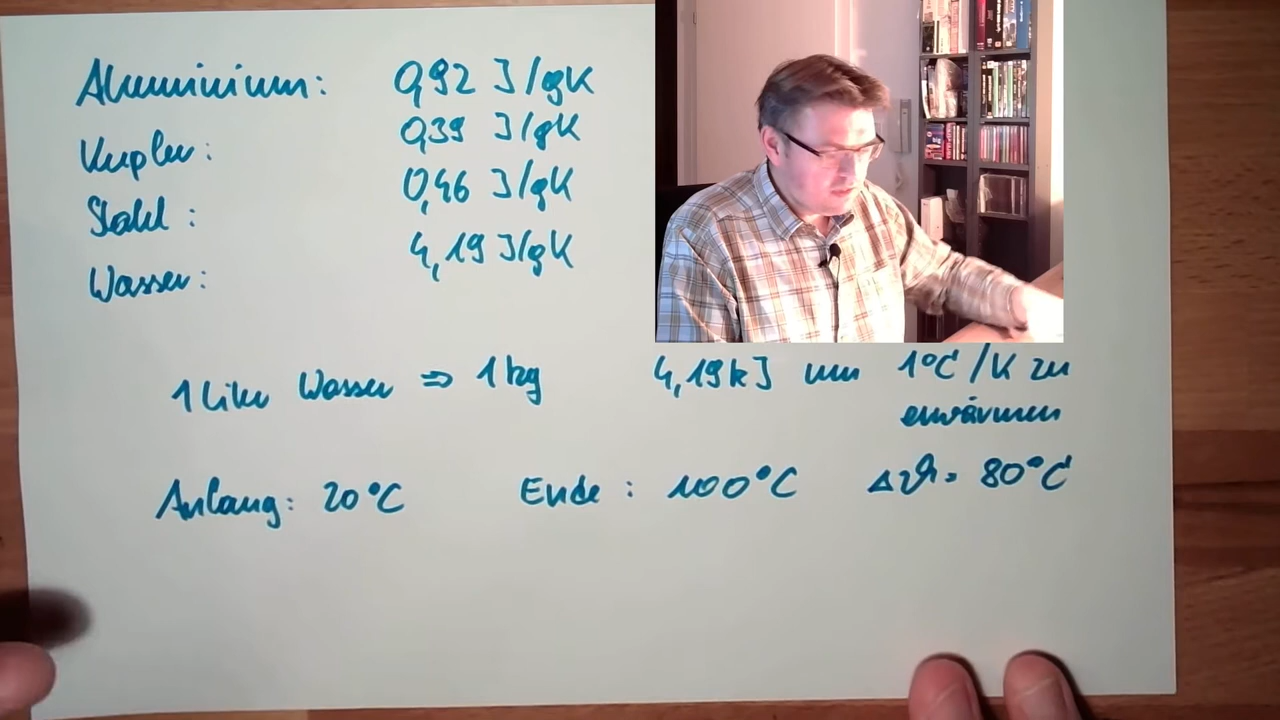 Aluminium: 0,92 J/gK
Kupfer: 0,39 J/gK
Stahl: 0,46 J/gK
Wasser: 4,19 J/gK
1 Liter Wasser ⇒ 1 kg 4,19 kJ um 1°C/K zu
erwärmen
Anfang: 20°C Ende: 100°C Δϑ = 80°C